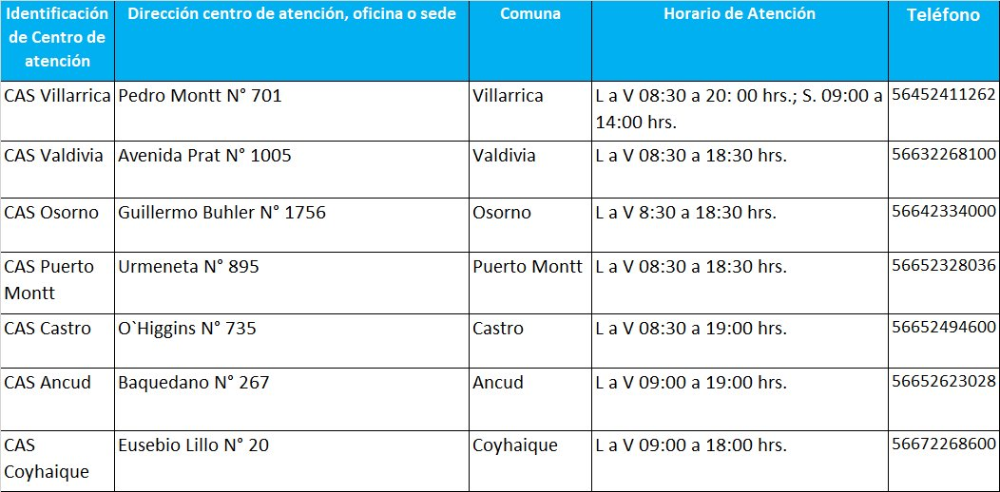 Identificación de Centro de atención | Dirección centro de atención, oficina o sede | Comuna | Horario de Atención | Teléfono
CAS Villarrica | Pedro Montt N° 701 | Villarrica | L a V 08:30 a 20: 00 hrs.; S. 09:00 a 14:00 hrs. | 56452411262
CAS Valdivia | Avenida Prat N° 1005 | Valdivia | L a V 08:30 a 18:30 hrs. | 56632268100
CAS Osorno | Guillermo Buhler N° 1756 | Osorno | L a V 8:30 a 18:30 hrs. | 56642334000
CAS Puerto Montt | Urmeneta N° 895 | Puerto Montt | L a V 08:30 a 18:30 hrs. | 56652328036
CAS Castro | O`Higgins N° 735 | Castro | L a V 08:30 a 19:00 hrs. | 56652494600
CAS Ancud | Baquedano N° 267 | Ancud | L a V 09:00 a 19:00 hrs. | 56652623028
CAS Coyhaique | Eusebio Lillo N° 20 | Coyhaique | L a V 09:00 a 18:00 hrs. | 56672268600